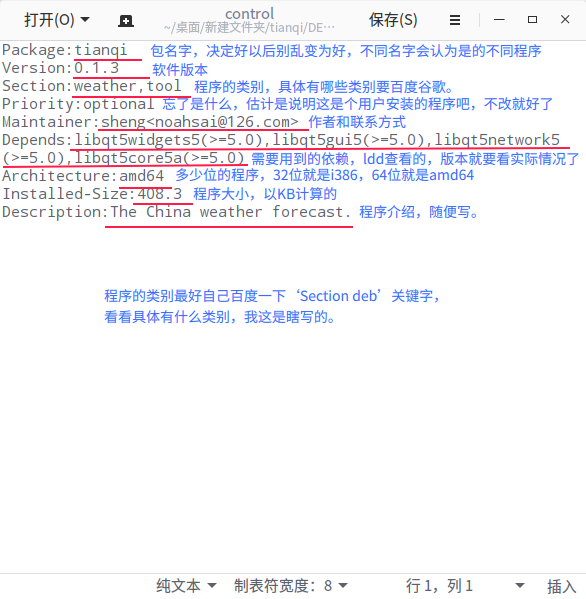 打开(O)
control
~/桌面/新建文件夹/tianqi/DE…
保存(S)
Package:tianqi 包名字，决定好以后别乱变为好，不同名字会认为是的不同程序
Version:0.1.3 软件版本
Section:weather,tool 程序的类别，具体有哪些类别要百度谷歌。
Priority:optional 忘了是什么，估计是说明这是个用户安装的程序吧，不改就好了
Maintainer:sheng<noahsai@126.com> 作者和联系方式
Depends:libqt5widgets5(>=5.0),libqt5gui5(>=5.0),libqt5network5
(>=5.0),libqt5core5a(>=5.0) 需要用到的依赖，ldd查看的，版本就要看实际情况了
Architecture:amd64 多少位的程序，32位就是i386，64位就是amd64
Installed-Size:408.3 程序大小，以KB计算的
Description:The China weather forecast. 程序介绍，随便写。
程序的类别最好自己百度一下‘Section deb’关键字，
看看具体有什么类别，我这是瞎写的。
纯文本 制表符宽度：8 行 1，列 1 插入